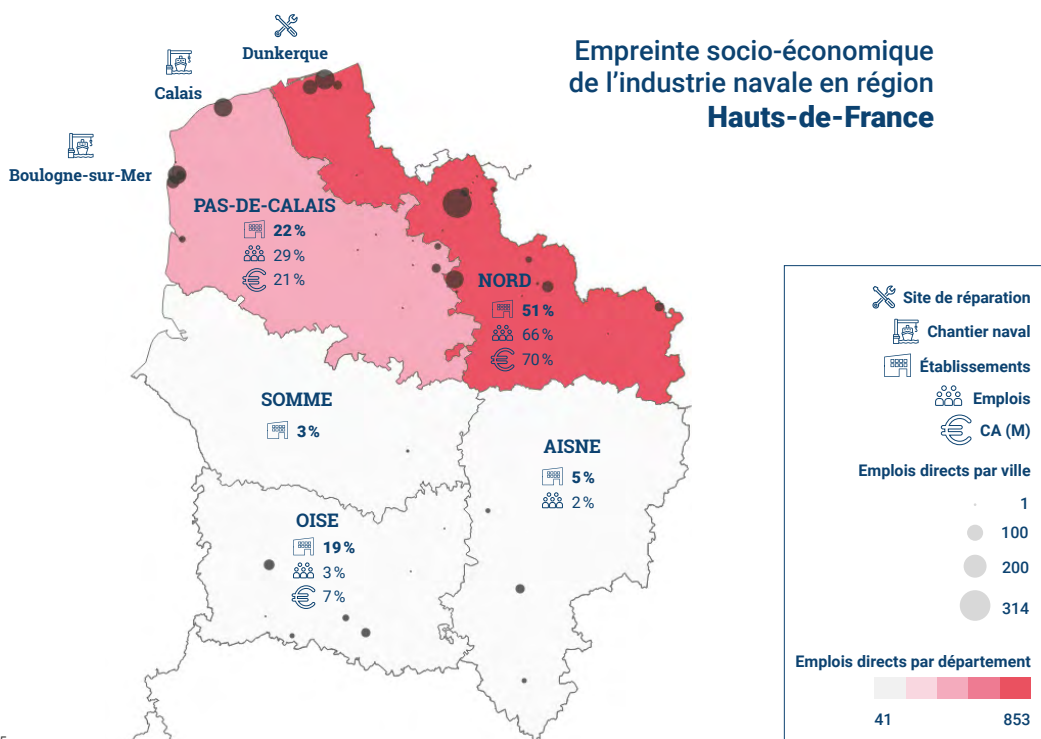 Empreinte socio-économique
de l'industrie navale en région
Hauts-de-France
Dunkerque
Calais
Boulogne-sur-Mer
PAS-DE-CALAIS
22 %
29 %
21 %
NORD
51 %
66 %
70 %
SOMME
3 %
AISNE
5 %
2 %
OISE
19 %
3 %
7 %
Site de réparation
Chantier naval
Établissements
Emplois
CA (M)
Emplois directs par ville
1
100
200
314
Emplois directs par département
41 853